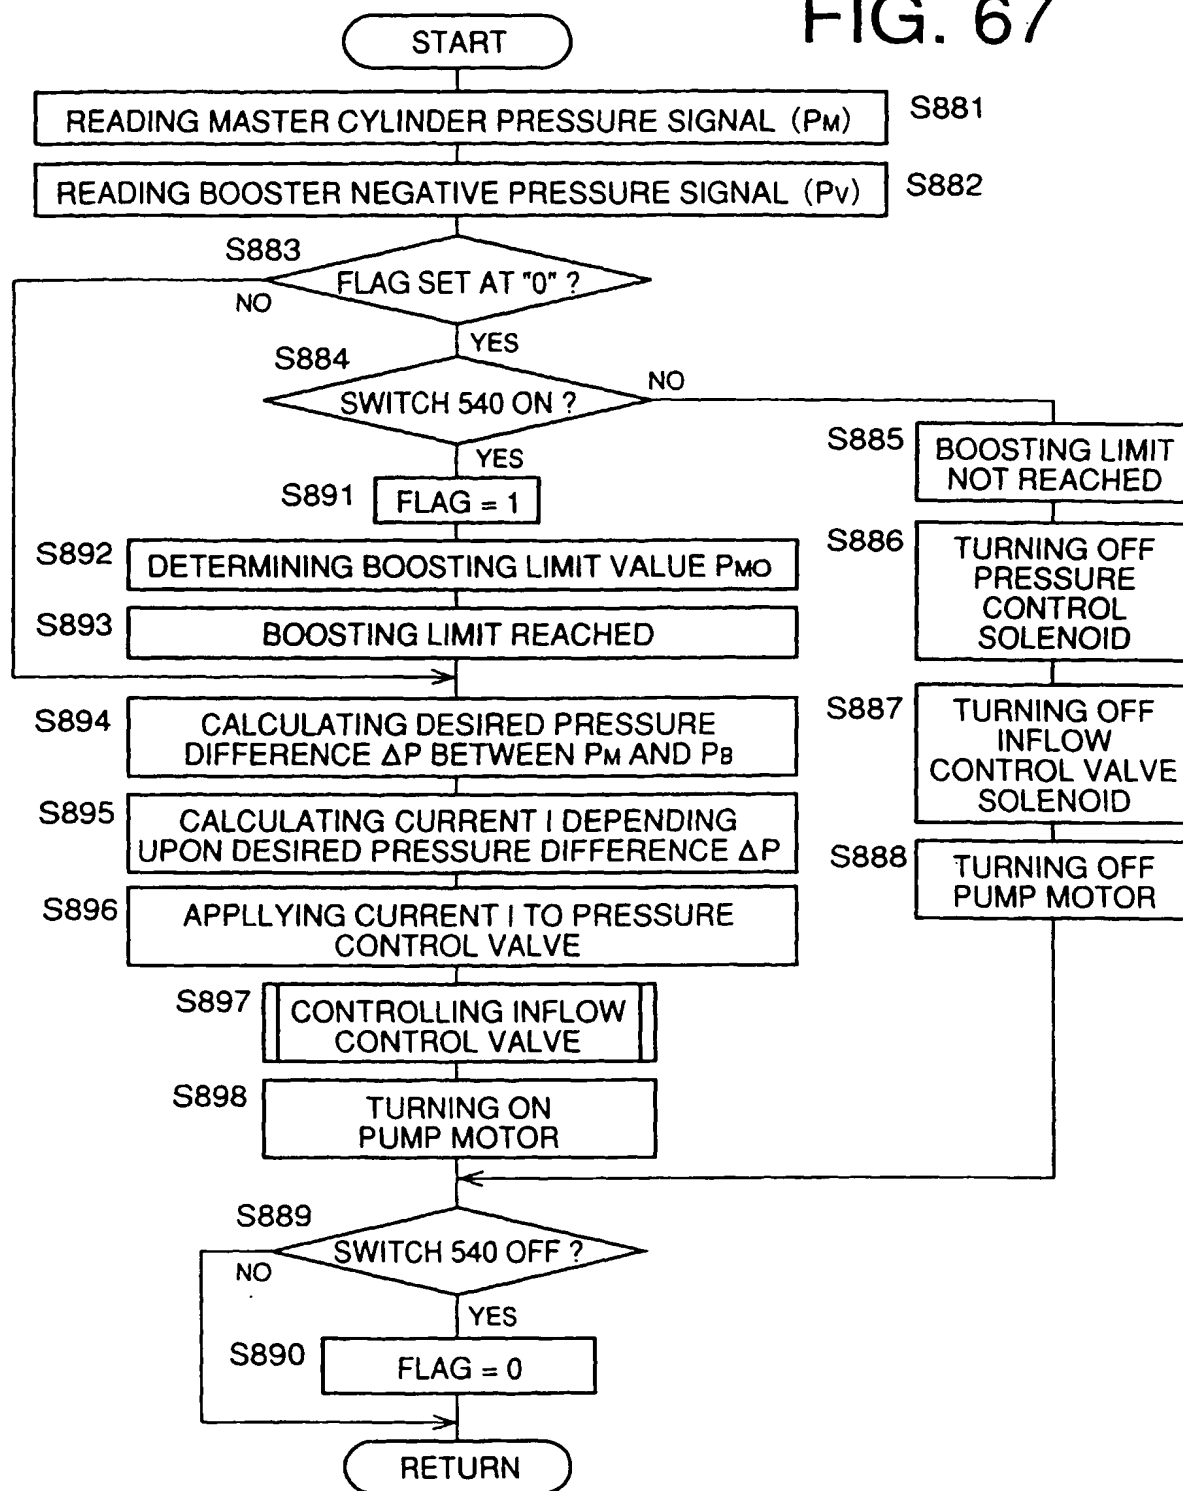 FIG. 67
START
READING MASTER CYLINDER PRESSURE SIGNAL (PM)
S881
READING BOOSTER NEGATIVE PRESSURE SIGNAL (PV)
S882
S883
FLAG SET AT "0" ?
NO
YES
S884
SWITCH 540 ON ?
NO
YES
S885
BOOSTING LIMIT
NOT REACHED
S886
TURNING OFF
PRESSURE
CONTROL
SOLENOID
S887
TURNING OFF
INFLOW
CONTROL VALVE
SOLENOID
S888
TURNING OFF
PUMP MOTOR
S891
FLAG = 1
S892
DETERMINING BOOSTING LIMIT VALUE PMO
S893
BOOSTING LIMIT REACHED
S894
CALCULATING DESIRED PRESSURE
DIFFERENCE ΔP BETWEEN PM AND PB
S895
CALCULATING CURRENT I DEPENDING
UPON DESIRED PRESSURE DIFFERENCE ΔP
S896
APPLLYING CURRENT I TO PRESSURE
CONTROL VALVE
S897
CONTROLLING INFLOW
CONTROL VALVE
S898
TURNING ON
PUMP MOTOR
S889
SWITCH 540 OFF ?
NO
YES
S890
FLAG = 0
RETURN